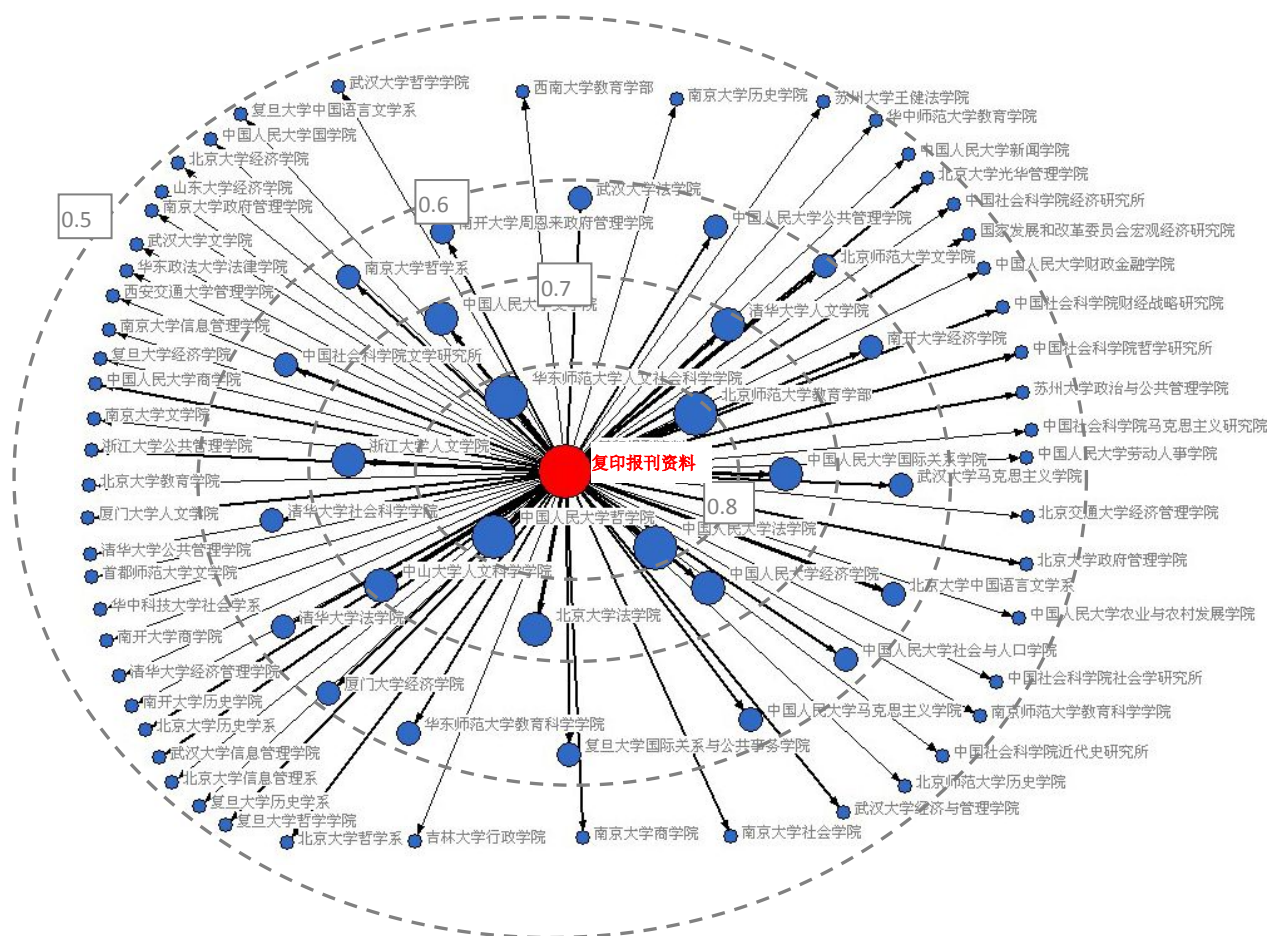 武汉大学哲学学院
西南大学教育学部
南京大学历史学院
苏州大学王健法学院
复旦大学中国语言文学系
华中师范大学教育学院
中国人民大学国学院
中国人民大学新闻学院
北京大学经济学院
北京大学光华管理学院
山东大学经济学院
武汉大学法学院
0.6
中国社会科学院经济研究所
南京大学政府管理学院
0.5
中国人民大学公共管理学院
南开大学周恩来政府管理学院
国家发展和改革委员会宏观经济研究院
武汉大学文学院
北京师范大学文学院
华东政法大学法律学院
南京大学哲学系
中国人民大学财政金融学院
0.7
西安交通大学管理学院
中国人民大学
学院
清华大学人文学院
中国社会科学院财经战略研究所
南京大学信息管理学院
南开大学经济学院
中国社会科学院哲学研究所
复旦大学经济学院
中国社会科学院文学研究所
中国人民大学商学院
华东师范大学人文社会科学学院
北京师范大学教育学部
苏州大学政治与公共管理学院
南京大学文学院
中国社会科学院马克思主义研究院
浙江大学公共管理学院
浙江大学人文学院
复印报刊资料
中国人民大学国际关系学院
中国人民大学劳动人事学院
北京大学教育学院
武汉大学马克思主义学院
0.8
厦门大学人文学院
清华大学社会科学学院
中国人民大学哲学院
中国人民大学法学院
北京交通大学经济管理学院
清华大学公共管理学院
首都师范大学文学院
中山大学人文科学学院
中国人民大学经济学院
北京大学政府管理学院
北京大学中国语言文学系
华中科技大学社会学系
清华大学法学院
北京大学法学院
中国人民大学农业与农村发展学院
南开大学商学院
中国人民大学社会与人口学院
清华大学经济管理学院
厦门大学经济学院
中国社会科学院社会学研究所
南开大学历史学院
华东师范大学教育科学学院
中国人民大学马克思主义学院
南京师范大学教育科学学院
北京大学历史学系
复旦大学国际关系与公共事务学院
中国社会科学院近代史研究所
武汉大学信息管理学院
北京大学信息管理系
北京师范大学历史学院
复旦大学历史学系
武汉大学经济与管理学院
复旦大学哲学学院
北京大学哲学系
吉林大学行政学院
南京大学商学院
南京大学社会学院